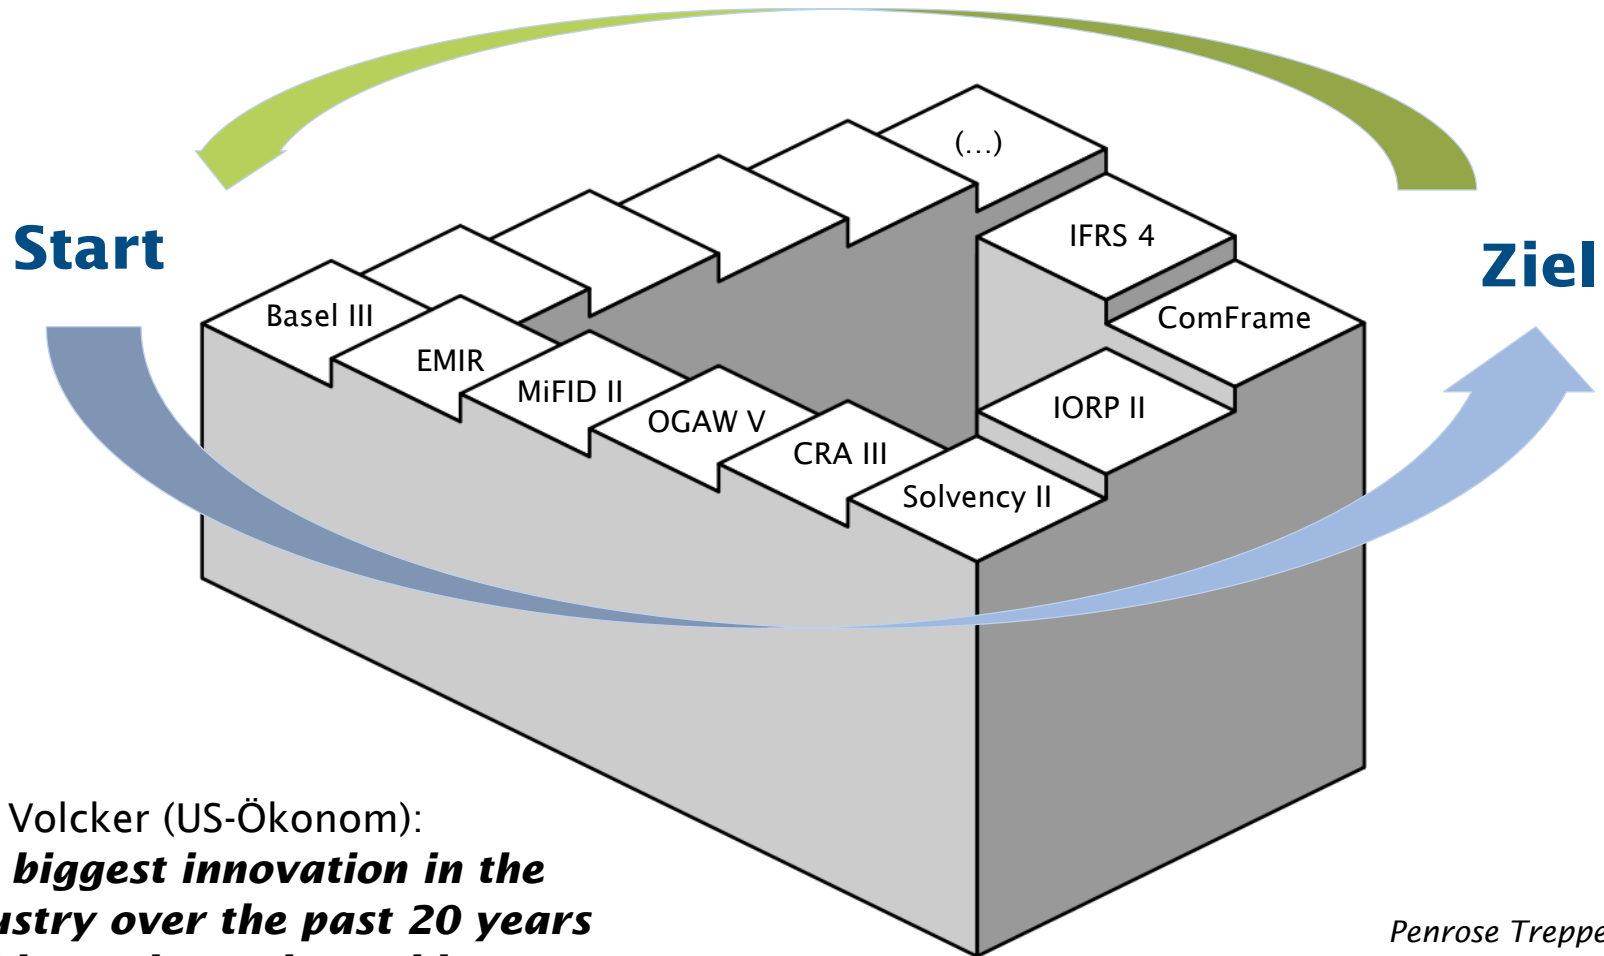 (...)
IFRS 4
Start
Ziel
Basel III
ComFrame
EMIR
MiFID II
OGAW V
IORP II
CRA III
Solvency II
Volcker (US-Ökonom):
biggest innovation in the
ustry over the past 20 years
Penrose Treppe